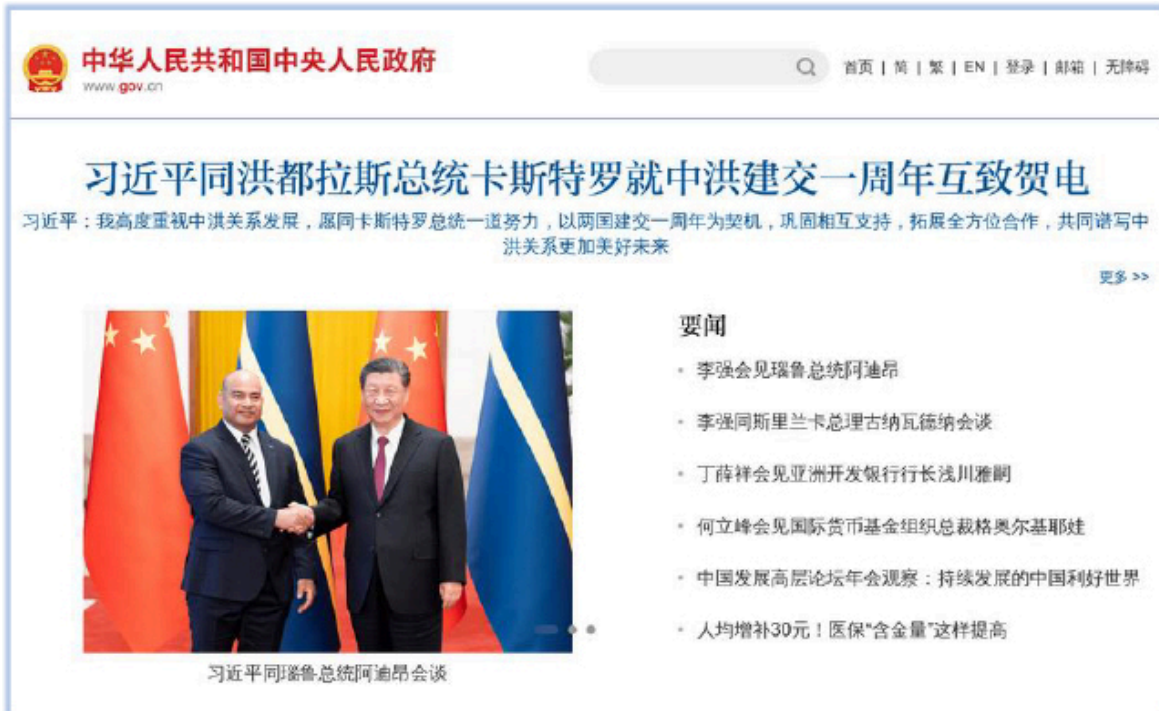 中华人民共和国中央人民政府
www.gov.cn
首页 | 简 | 繁 | EN | 登录 | 邮箱 | 无障碍
习近平同洪都拉斯总统卡斯特罗就中洪建交一周年互致贺电
习近平：我高度重视中洪关系发展，愿同卡斯特罗总统一道努力，以两国建交一周年为契机，巩固相互支持，拓展全方位合作，共同谱写中
洪关系更加美好未来
更多 >>
要闻
李强会见瑙鲁总统阿迪昂
李强同斯里兰卡总理古纳瓦德纳会谈
丁薛祥会见亚洲开发银行行长浅川雅嗣
何立峰会见国际货币基金组织总裁格奥尔基耶娃
中国发展高层论坛年会观察：持续发展的中国利好世界
人均增补30元！医保“含金量”这样提高
习近平同瑙鲁总统阿迪昂会谈